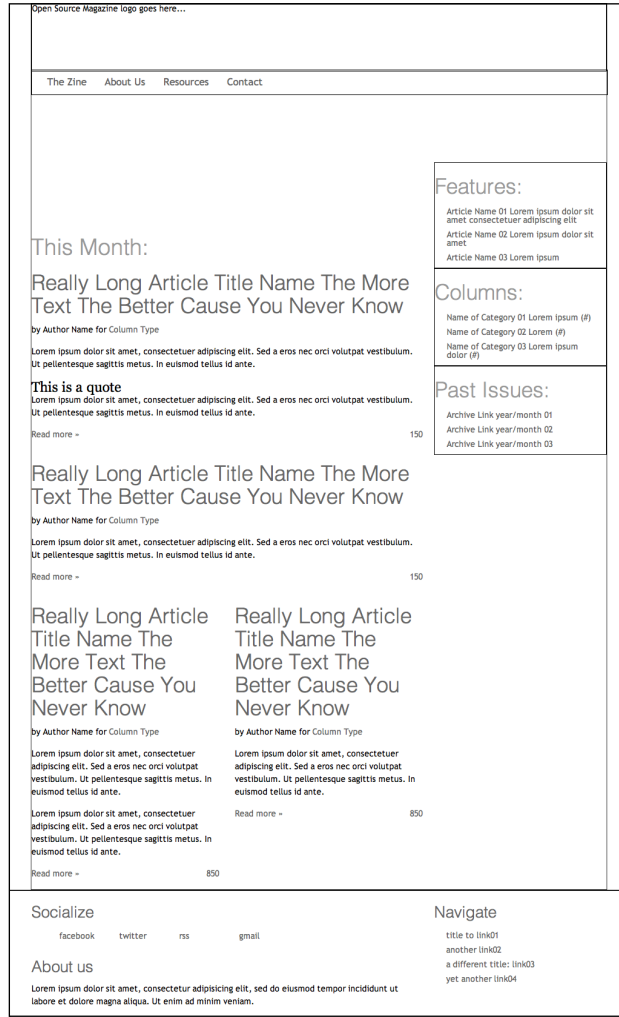 Open Source Magazine logo goes here...
The Zine About Us Resources Contact
This Month:
Really Long Article Title Name The More
Text The Better Cause You Never Know
by Author Name for Column Type
Lorem ipsum dolor sit amet, consectetuer adipiscing elit. Sed a eros nec orci volutpat vestibulum.
Ut pellentesque sagittis metus. In euismod tellus id ante.
This is a quote
Lorem ipsum dolor sit amet, consectetuer adipiscing elit. Sed a eros nec orci volutpat vestibulum.
Ut pellentesque sagittis metus. In euismod tellus id ante.
Read more » 150
Really Long Article Title Name The More
Text The Better Cause You Never Know
by Author Name for Column Type
Lorem ipsum dolor sit amet, consectetuer adipiscing elit. Sed a eros nec orci volutpat vestibulum.
Ut pellentesque sagittis metus. In euismod tellus id ante.
Read more » 150
Really Long Article
Title Name The
More Text The
Better Cause You
Never Know
by Author Name for Column Type
Lorem ipsum dolor sit amet, consectetuer
adipiscing elit. Sed a eros nec orci volutpat
vestibulum. Ut pellentesque sagittis metus. In
euismod tellus id ante.
Lorem ipsum dolor sit amet, consectetuer
adipiscing elit. Sed a eros nec orci volutpat
vestibulum. Ut pellentesque sagittis metus. In
euismod tellus id ante.
Read more » 850
Really Long Article
Title Name The
More Text The
Better Cause You
Never Know
by Author Name for Column Type
Lorem ipsum dolor sit amet, consectetuer
adipiscing elit. Sed a eros nec orci volutpat
vestibulum. Ut pellentesque sagittis metus. In
euismod tellus id ante.
Read more » 850
Features:
Article Name 01 Lorem ipsum dolor sit
amet consectetuer adipiscing elit
Article Name 02 Lorem ipsum dolor sit
amet
Article Name 03 Lorem ipsum
Columns:
Name of Category 01 Lorem ipsum (#)
Name of Category 02 Lorem (#)
Name of Category 03 Lorem ipsum
dolor (#)
Past Issues:
Archive Link year/month 01
Archive Link year/month 02
Archive Link year/month 03
Socialize
facebook twitter rss gmail
About us
Lorem ipsum dolor sit amet, consectetur adipisicing elit, sed do eiusmod tempor incididunt ut
labore et dolore magna aliqua. Ut enim ad minim veniam.
Navigate
title to link01
another link02
a different title: link03
yet another link04